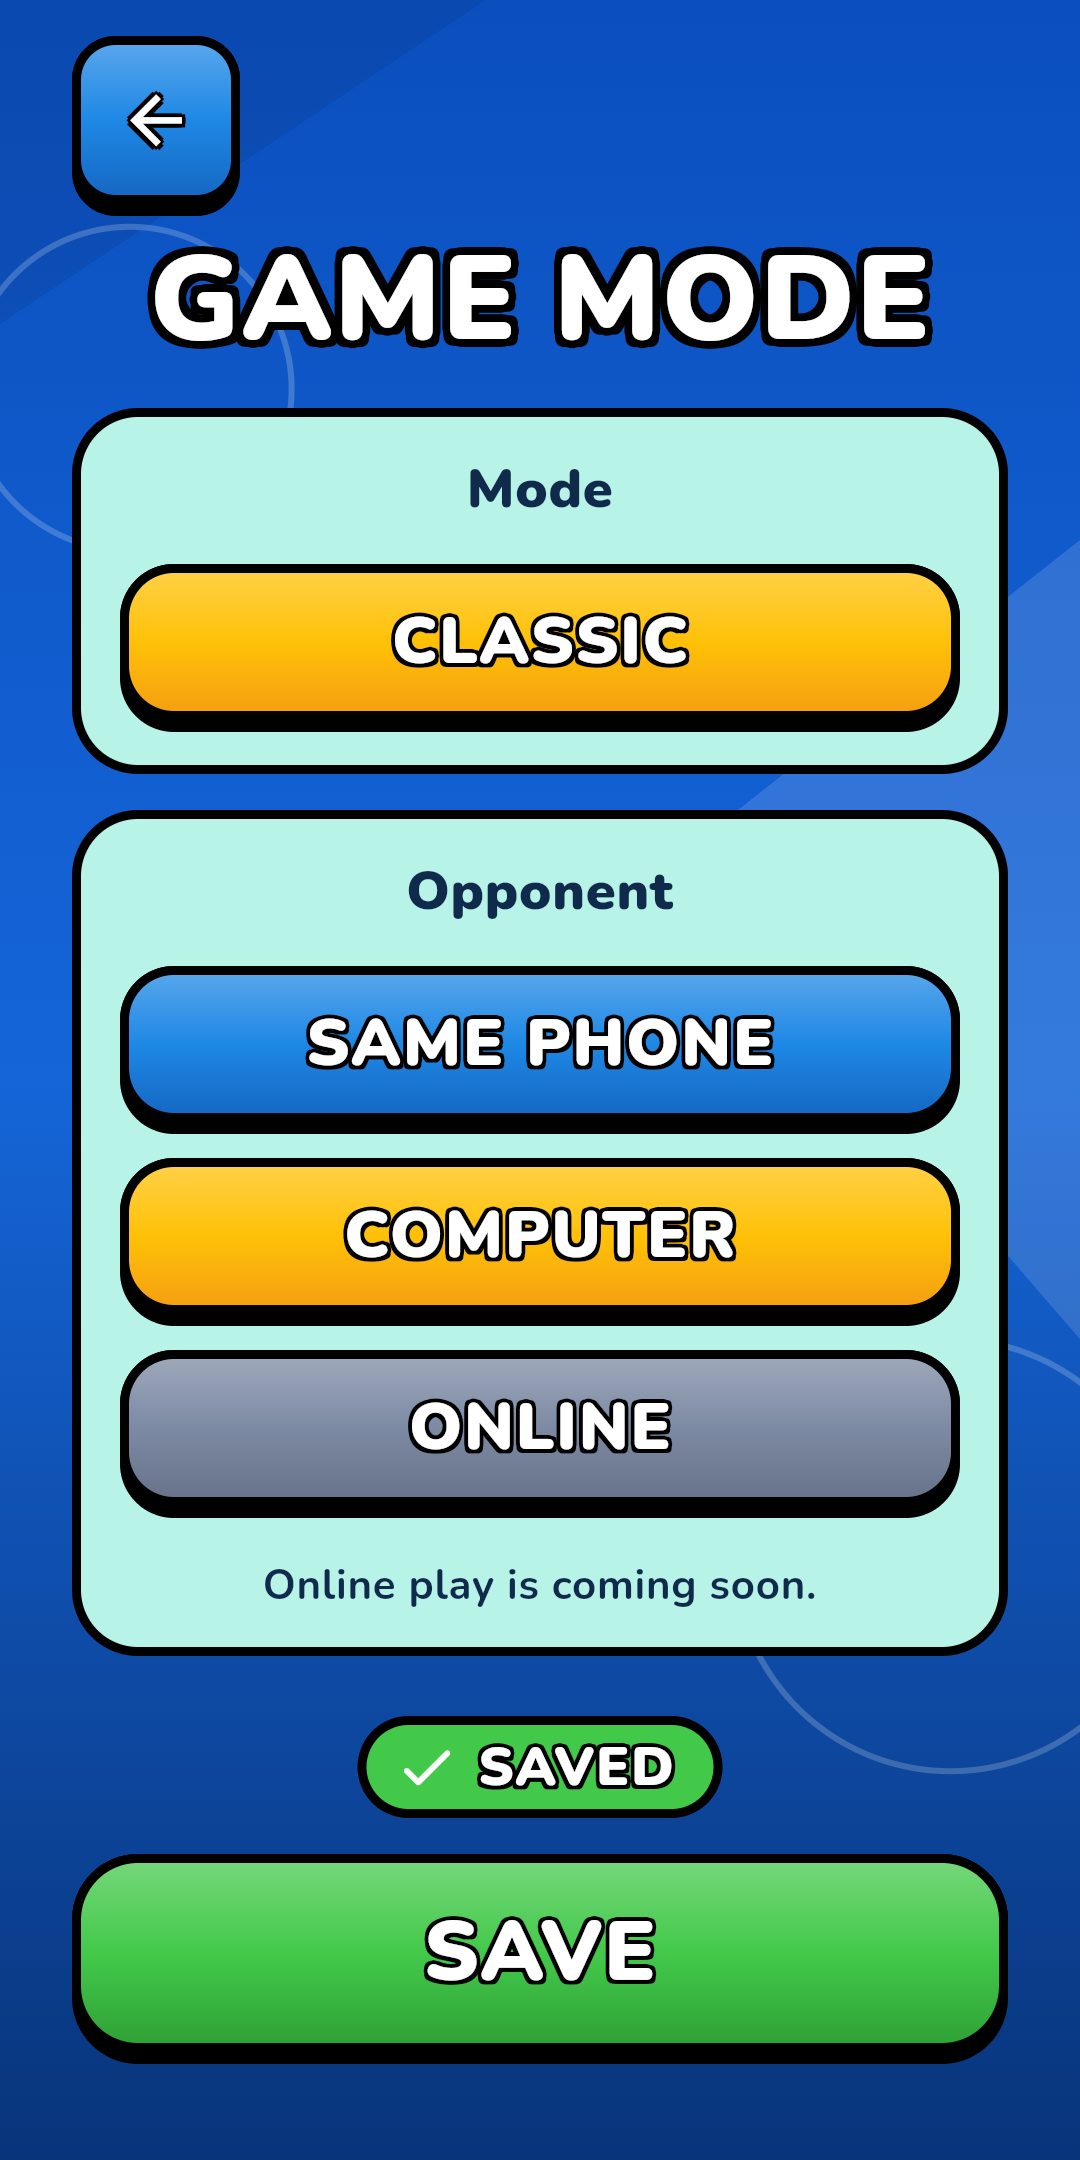 GAME MODE
Mode
CLASSIC
Opponent
SAME PHONE
COMPUTER
ONLINE
Online play is coming soon.
SAVED
SAVE